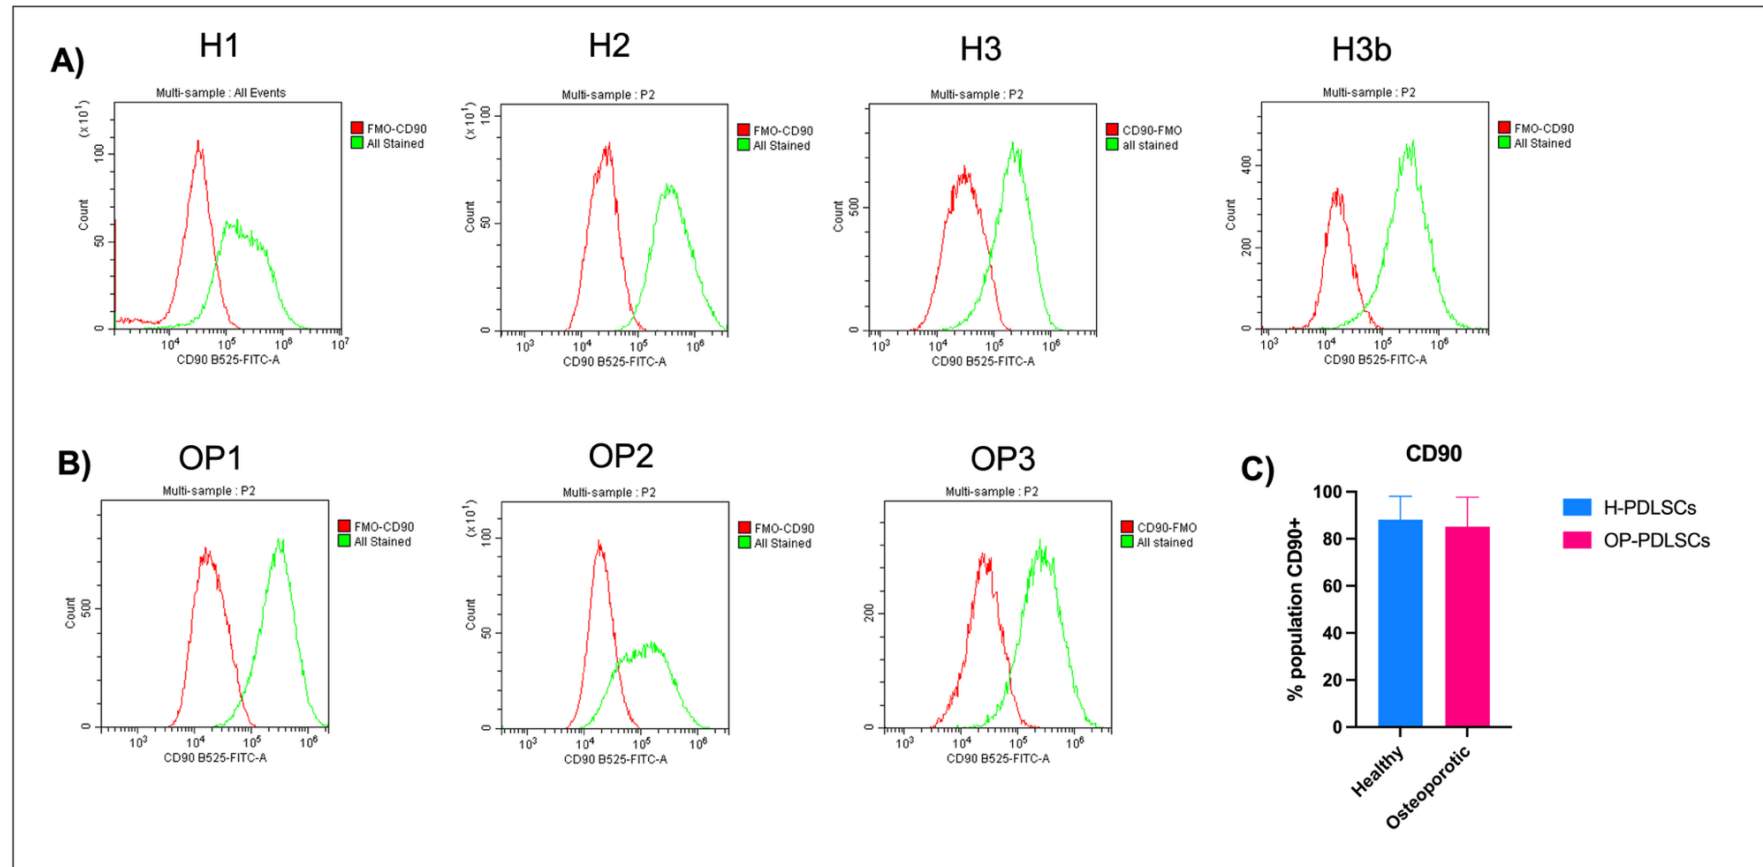 A)
H1
Multi-sample : All Events
(x 10¹)
Count
100
50
0
10⁴ 10⁵ 10⁶ 10⁷
CD90 B525-FITC-A
FMO-CD90
All Stained
H2
Multi-sample : P2
(x 10¹)
Count
100
50
0
10³ 10⁴ 10⁵ 10⁶
CD90 B525-FITC-A
FMO-CD90
All Stained
H3
Multi-sample : P2
Count
500
0
10³ 10⁴ 10⁵ 10⁶
CD90 B525-FITC-A
CD90-FMO
all stained
H3b
Multi-sample : P2
Count
400
200
0
10³ 10⁴ 10⁵ 10⁶
CD90 B525-FITC-A
FMO-CD90
All Stained
B)
OP1
Multi-sample : P2
Count
500
0
10³ 10⁴ 10⁵ 10⁶
CD90 B525-FITC-A
FMO-CD90
All Stained
OP2
Multi-sample : P2
(x 10¹)
Count
100
50
0
10³ 10⁴ 10⁵ 10⁶
CD90 B525-FITC-A
FMO-CD90
All Stained
OP3
Multi-sample : P2
Count
200
0
10³ 10⁴ 10⁵ 10⁶
CD90 B525-FITC-A
CD90-FMO
All stained
C)
CD90
% population CD90+
100
80
60
40
20
0
Healthy
Osteoporotic
H-PDLSCs
OP-PDLSCs